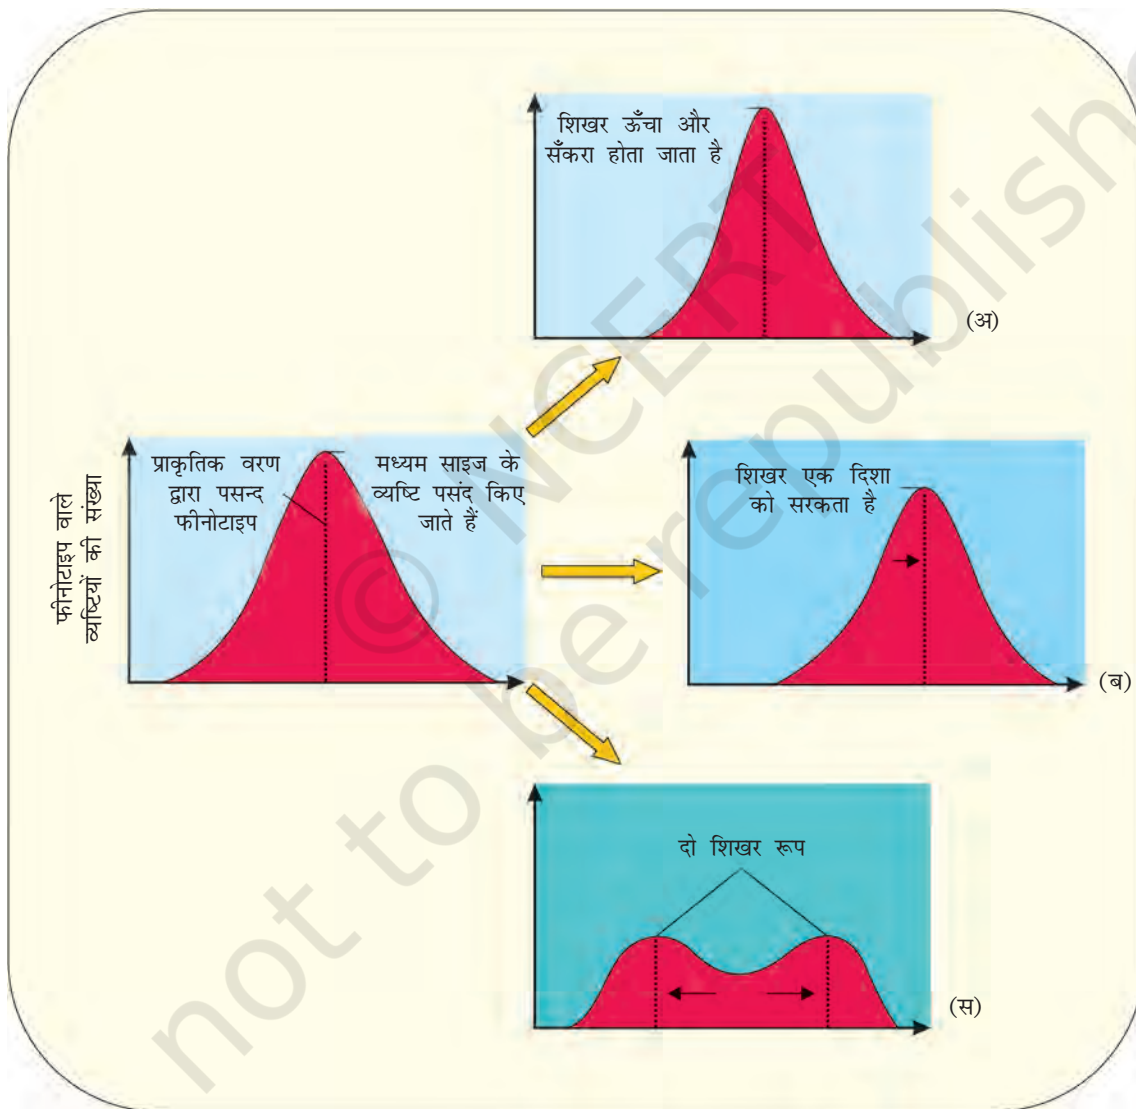 शिखर ऊँचा और
सँकरा होता जाता है
(अ)
फीनोटाइप वाले
व्यष्टियों की संख्या
प्राकृतिक वरण
द्वारा पसन्द
फीनोटाइप
मध्यम साइज के
व्यष्टि पसंद किए
जाते हैं
शिखर एक दिशा
को सरकता है
(ब)
दो शिखर रूप
(स)
© NCERT
not to be republished